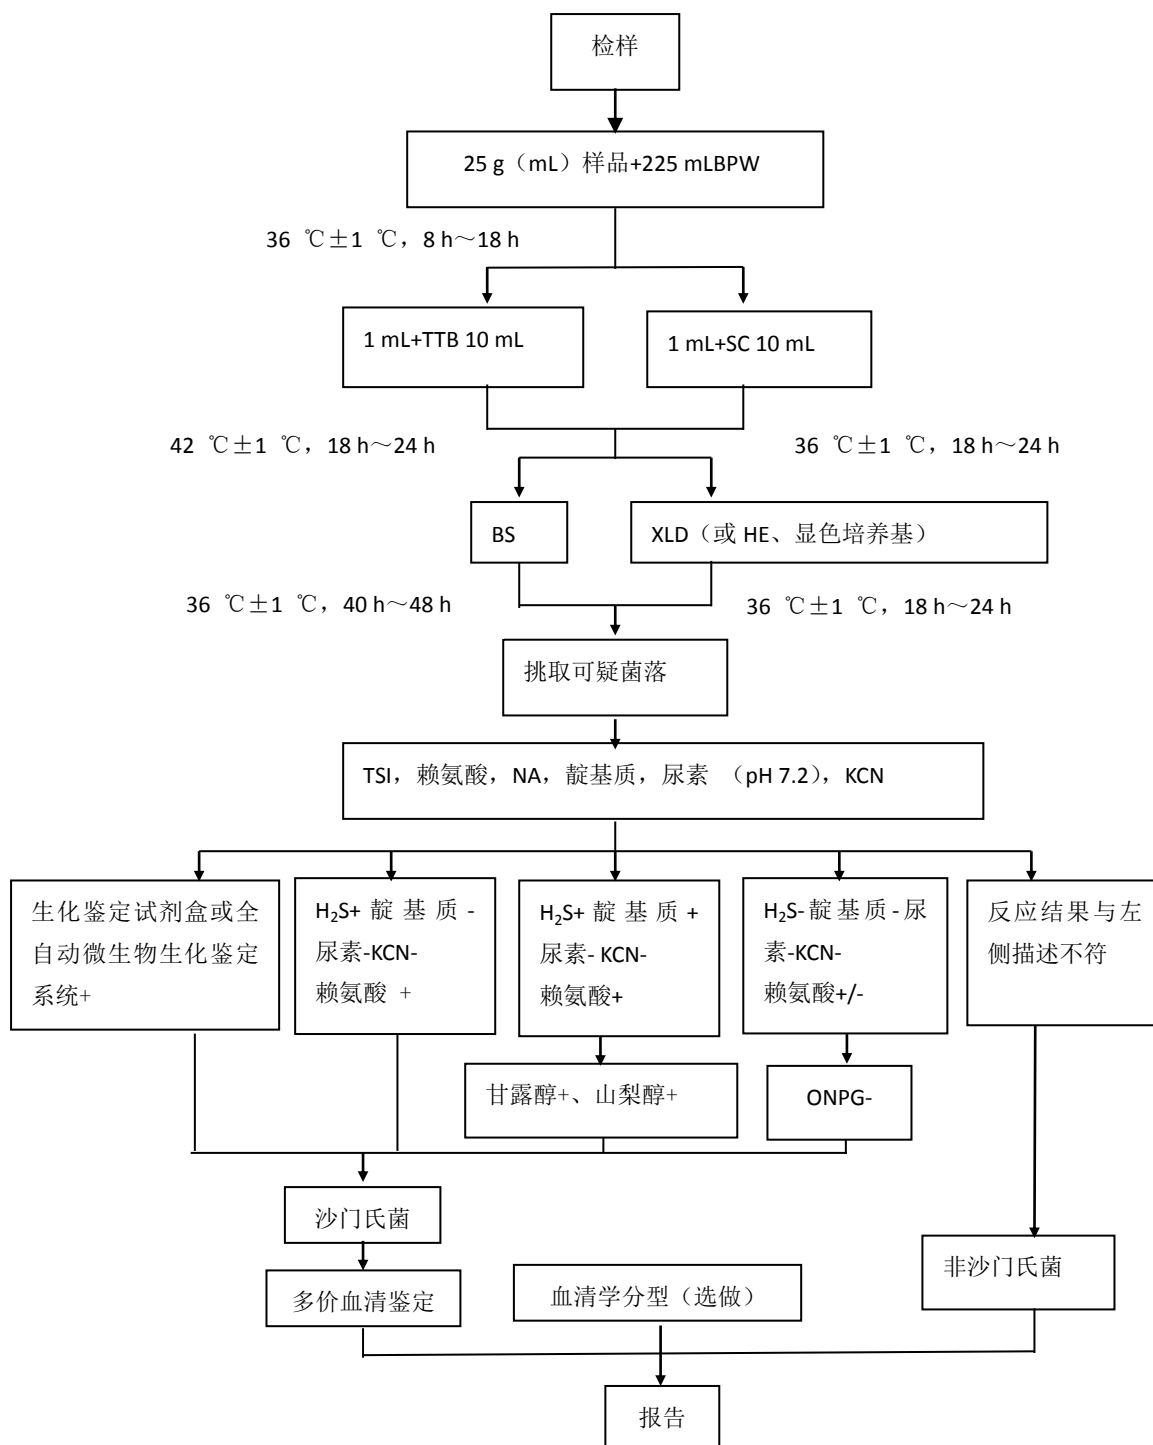 检样
25 g（mL）样品+225 mLBPW
36 ℃±1 ℃，8 h～18 h
1 mL+TTB 10 mL
1 mL+SC 10 mL
42 ℃±1 ℃，18 h～24 h
36 ℃±1 ℃，18 h～24 h
BS
XLD（或 HE、显色培养基）
36 ℃±1 ℃，40 h～48 h
36 ℃±1 ℃，18 h～24 h
挑取可疑菌落
TSI，赖氨酸，NA，靛基质，尿素 （pH 7.2），KCN
生化鉴定试剂盒或全
自动微生物生化鉴定
系统+
H₂S+ 靛 基 质 -
尿素-KCN-
赖氨酸 +
H₂S+ 靛 基 质 +
尿素- KCN-
赖氨酸+
H₂S-靛基质-尿
素-KCN-
赖氨酸+/-
反应结果与左
侧描述不符
甘露醇+、山梨醇+
ONPG-
沙门氏菌
非沙门氏菌
多价血清鉴定
血清学分型（选做）
报告